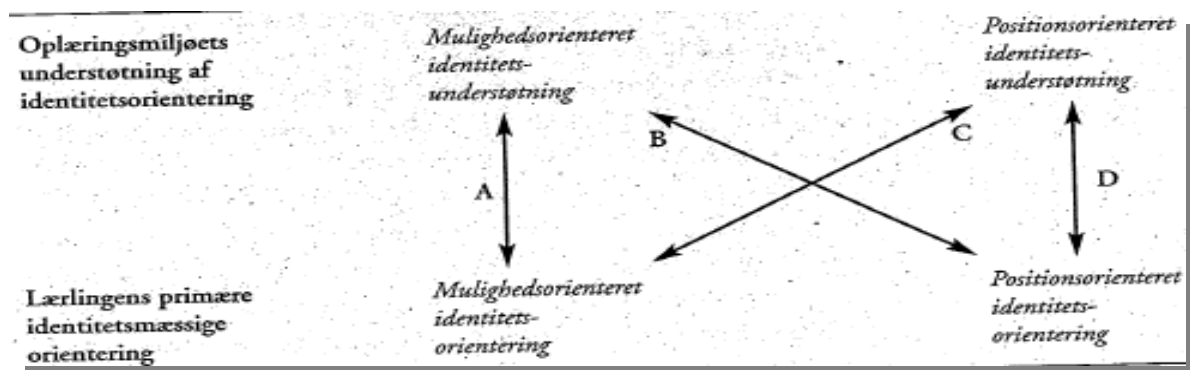 Oplæringsmiljøets
understøtning af
identitetsorientering
Mulighedsorienteret
identitets-
understøtning
Positionsorienteret
identitets-
understøtning
A
B
C
D
Lærlingens primære
identitetsmæssige
orientering
Mulighedsorienteret
identitets-
orientering
Positionsorienteret
identitets-
orientering